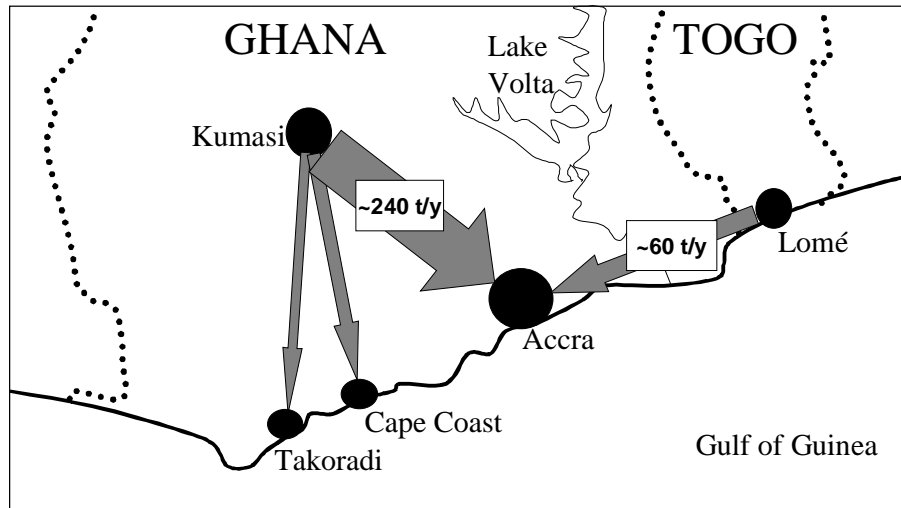 GHANA
TOGO
Lake
Volta
Kumasi
~240 t/y
~60 t/y
Lomé
Accra
Cape Coast
Takoradi
Gulf of Guinea